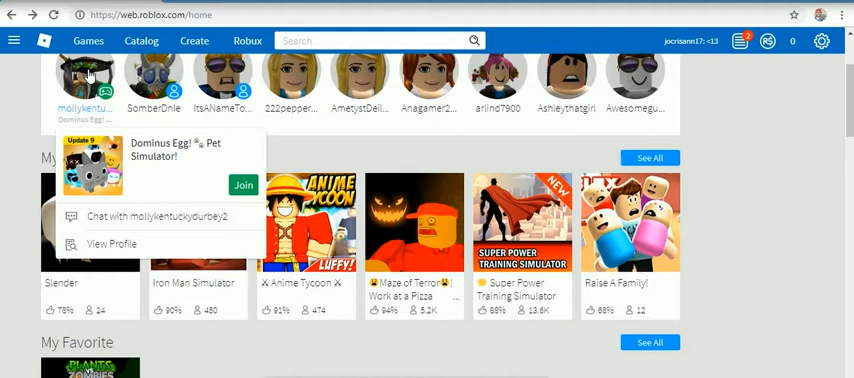 https://web.roblox.com/home
Games Catalog Create Robux Search jocrisann17: <13 2 0
mollykentu... SomberDnle ItsANameTo... 222pepper... AmetystDeil... Anagamer2... arlind7900 Ashleythatgirl Awesomegu...
Dominus Egg! ...
Update 9
Dominus Egg! 🐾 Pet
Simulator!
Join
Chat with mollykentuckydurbey2
View Profile
See All
ANIME
TYCOON
LUFFY!
NEW
SUPER POWER
TRAINING SIMULATOR
Slender
78% 24
Iron Man Simulator
90% 450
⚔ Anime Tycoon ⚔
91% 474
😫Maze of Terror😫!
Work at a Pizza ...
94% 5.2K
🌟 Super Power
Training Simulator
88% 13.6K
Raise A Family!
68% 12
My Favorite
See All
PLANTS
ZOMBIES